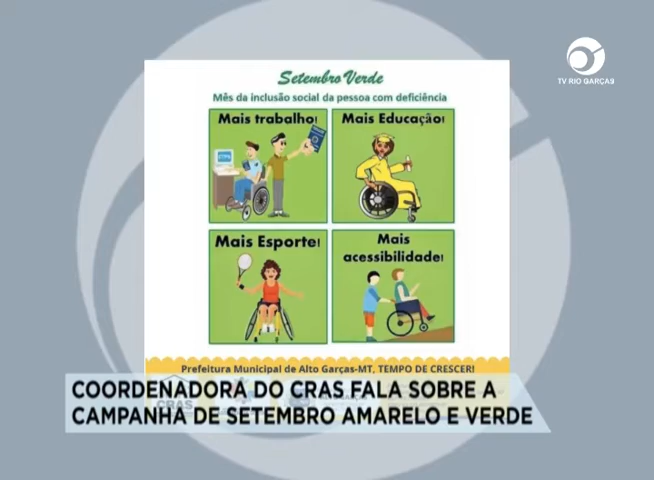 TV RIO GARÇAS
Setembro Verde
Mês da inclusão social da pessoa com deficiência
Mais trabalho!
Mais Educação!
Mais Esporte!
Mais
acessibilidade!
Prefeitura Municipal de Alto Garças-MT, TEMPO DE CRESCER!
CRAS
COORDENADORA DO CRAS FALA SOBRE A
CAMPANHA DE SETEMBRO AMARELO E VERDE